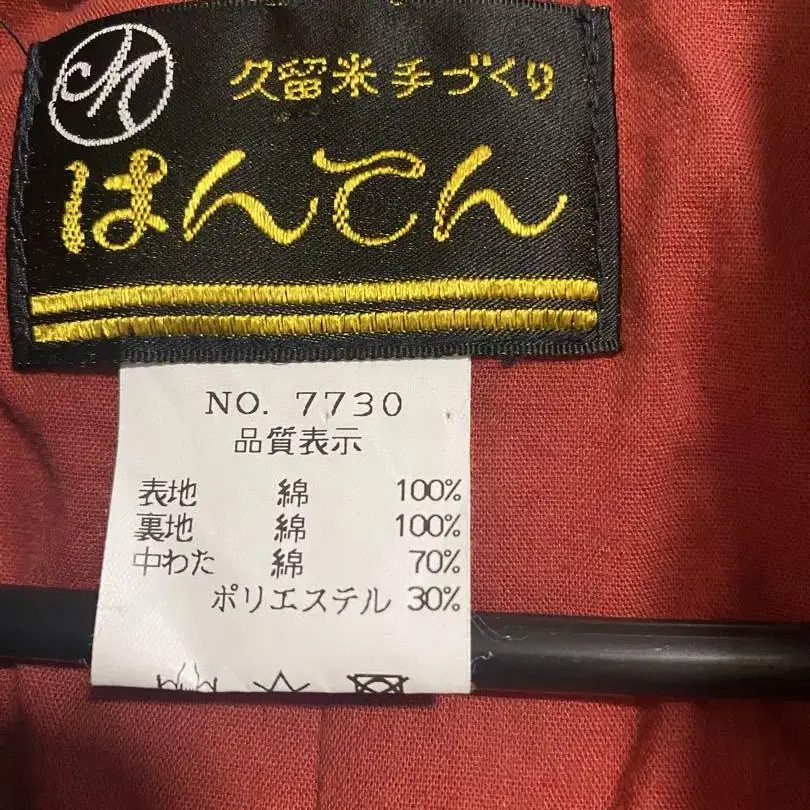 久留米手づくり
はんてん
NO. 7730
品質表示
表地 綿 100%
裏地 綿 100%
中わた 綿 70%
ポリエステル 30%